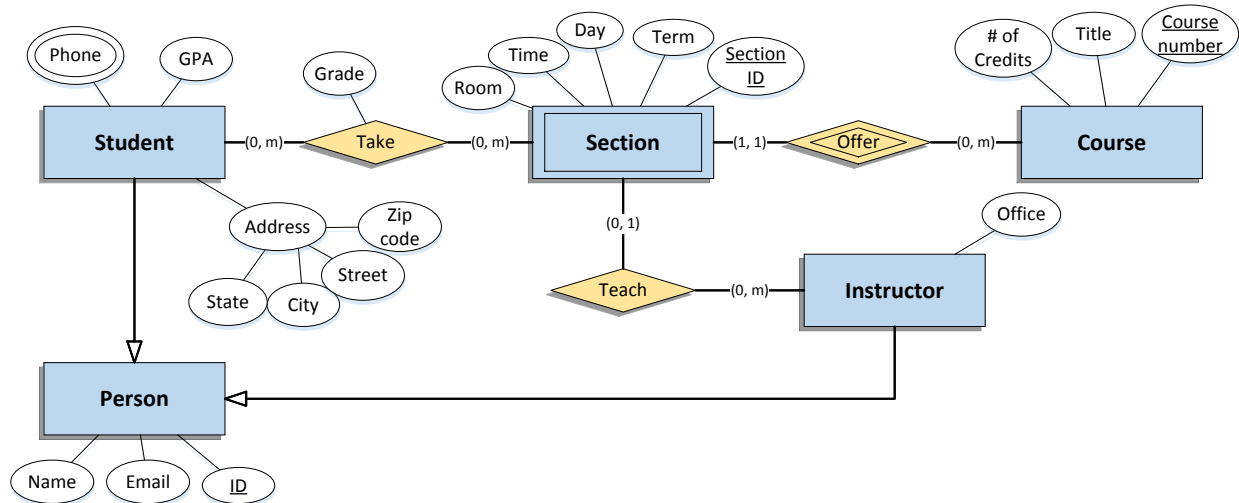 Phone
GPA
Grade
Room
Time
Day
Term
Section
ID
# of
Credits
Title
Course
number
Student
(0, m)
Take
(0, m)
Section
(1, 1)
Offer
(0, m)
Course
Address
Zip
code
Street
City
State
(0, 1)
Teach
(0, m)
Instructor
Office
Person
Name
Email
ID